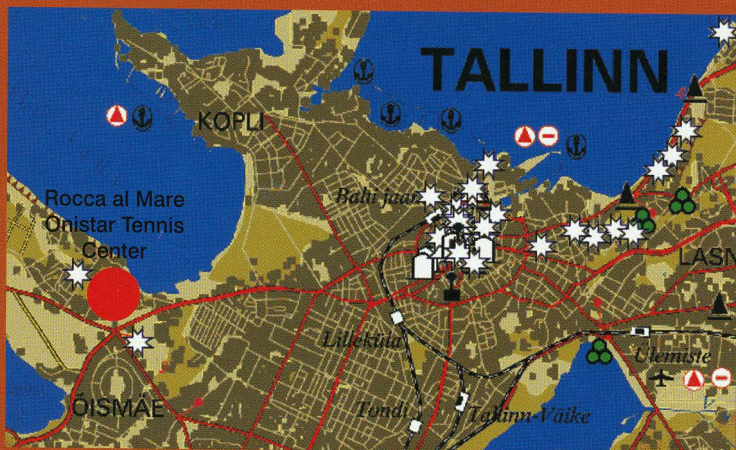 TALLINN
KOPLI
Rocca al Mare
Onistar Tennis
Center
Balti jaam
LASN
Lilleküla
Ülemiste
ÕISMÄE
Tondi
Tallinn-Väike